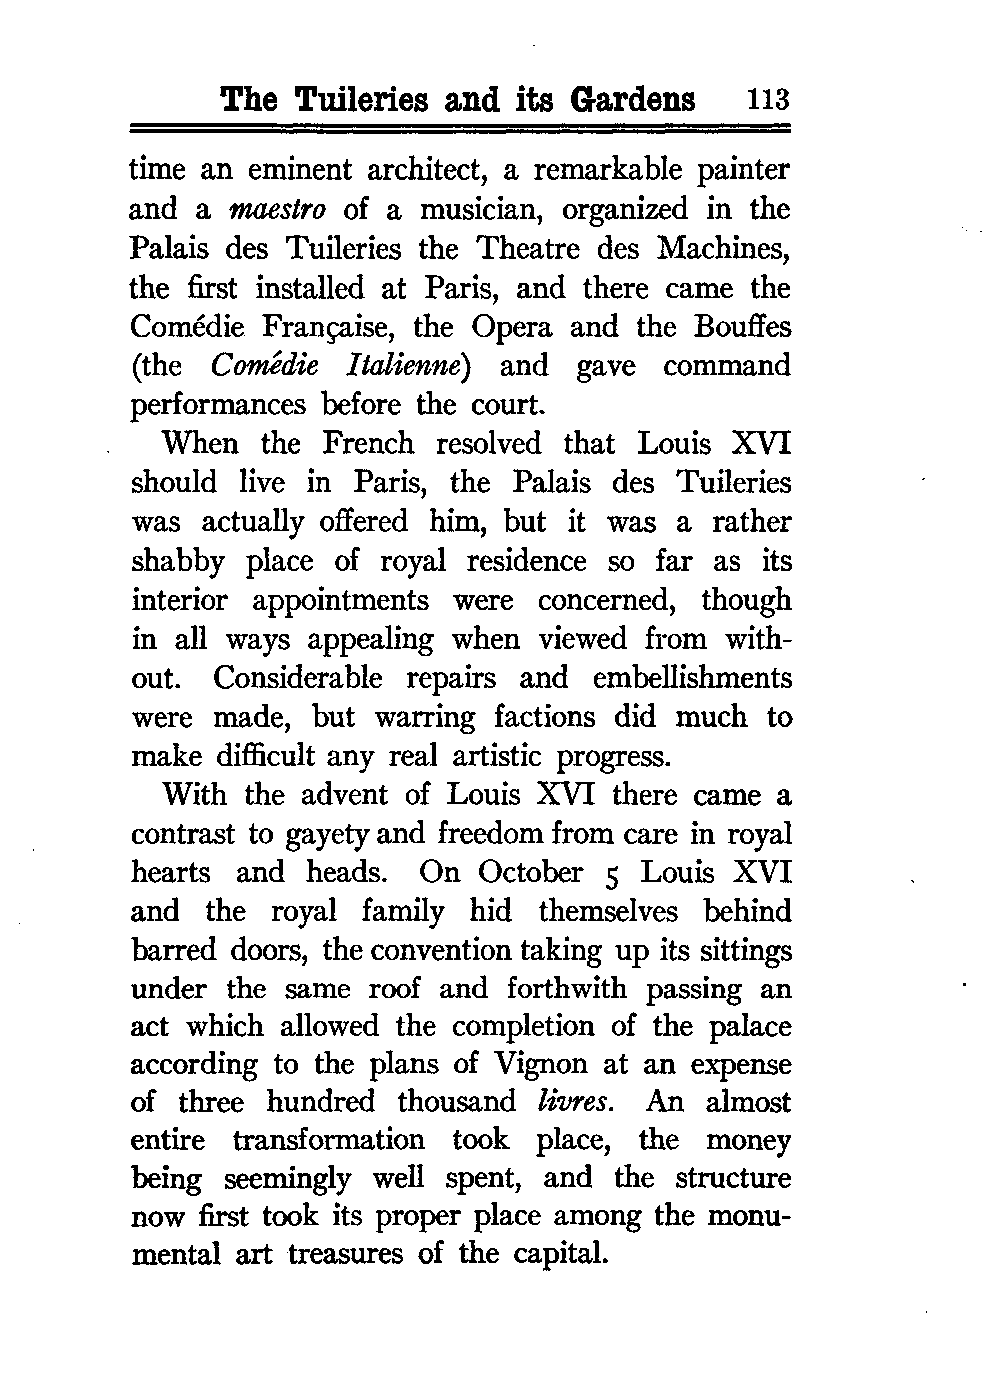 The Tuileries and its Gardens 113
time an eminent architect, a remarkable painter
and a maestro of a musician, organized in the
Palais des Tuileries the Theatre des Machines,
the first installed at Paris, and there came the
Comédie Française, the Opera and the Bouffes
(the Comédie Italienne) and gave command
performances before the court.
When the French resolved that Louis XVI
should live in Paris, the Palais des Tuileries
was actually offered him, but it was a rather
shabby place of royal residence so far as its
interior appointments were concerned, though
in all ways appealing when viewed from with-
out. Considerable repairs and embellishments
were made, but warring factions did much to
make difficult any real artistic progress.
With the advent of Louis XVI there came a
contrast to gayety and freedom from care in royal
hearts and heads. On October 5 Louis XVI
and the royal family hid themselves behind
barred doors, the convention taking up its sittings
under the same roof and forthwith passing an
act which allowed the completion of the palace
according to the plans of Vignon at an expense
of three hundred thousand livres. An almost
entire transformation took place, the money
being seemingly well spent, and the structure
now first took its proper place among the monu-
mental art treasures of the capital.